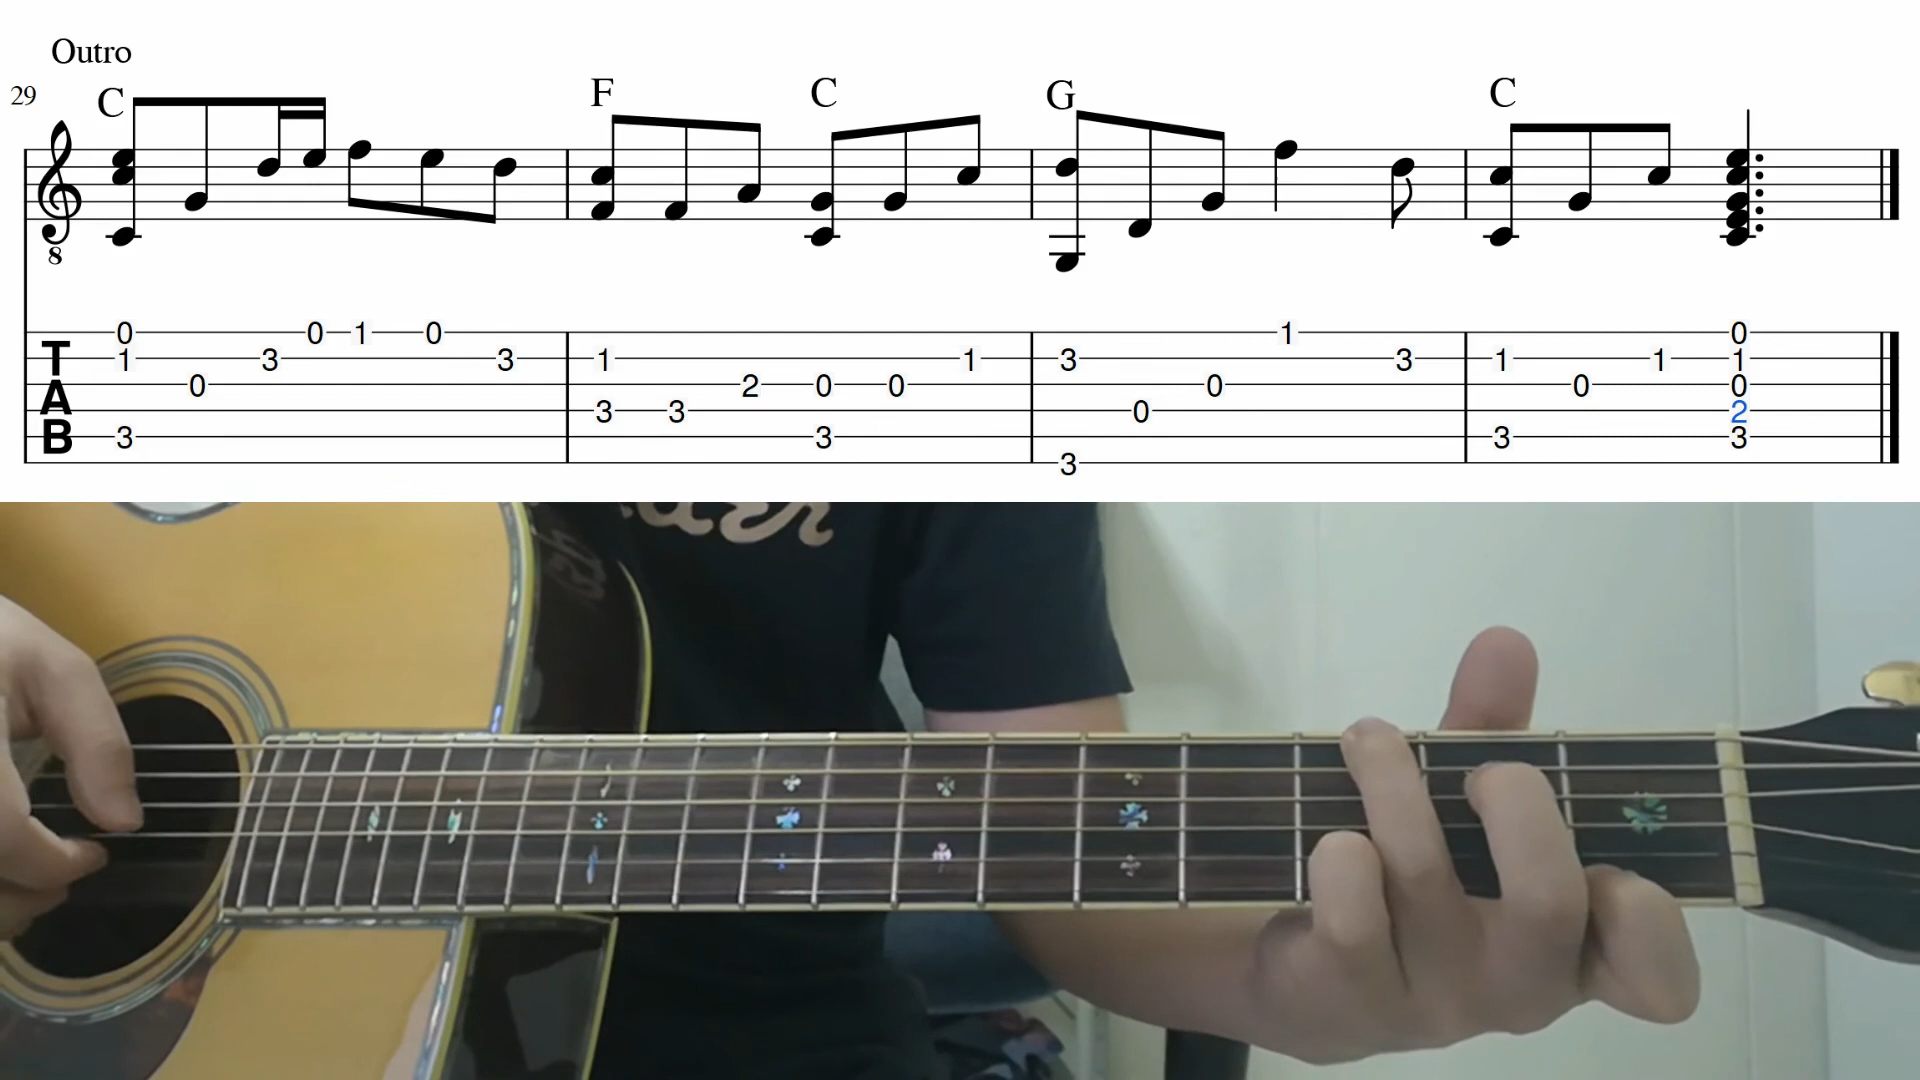 Outro
29 C F C G C
8
0 0 1 0 1 0
1 3 3 1 1 3 3 1 1 1
T 0 2 0 0 0 0 0
A 3 3 0 2
B 3 3 3 3
3